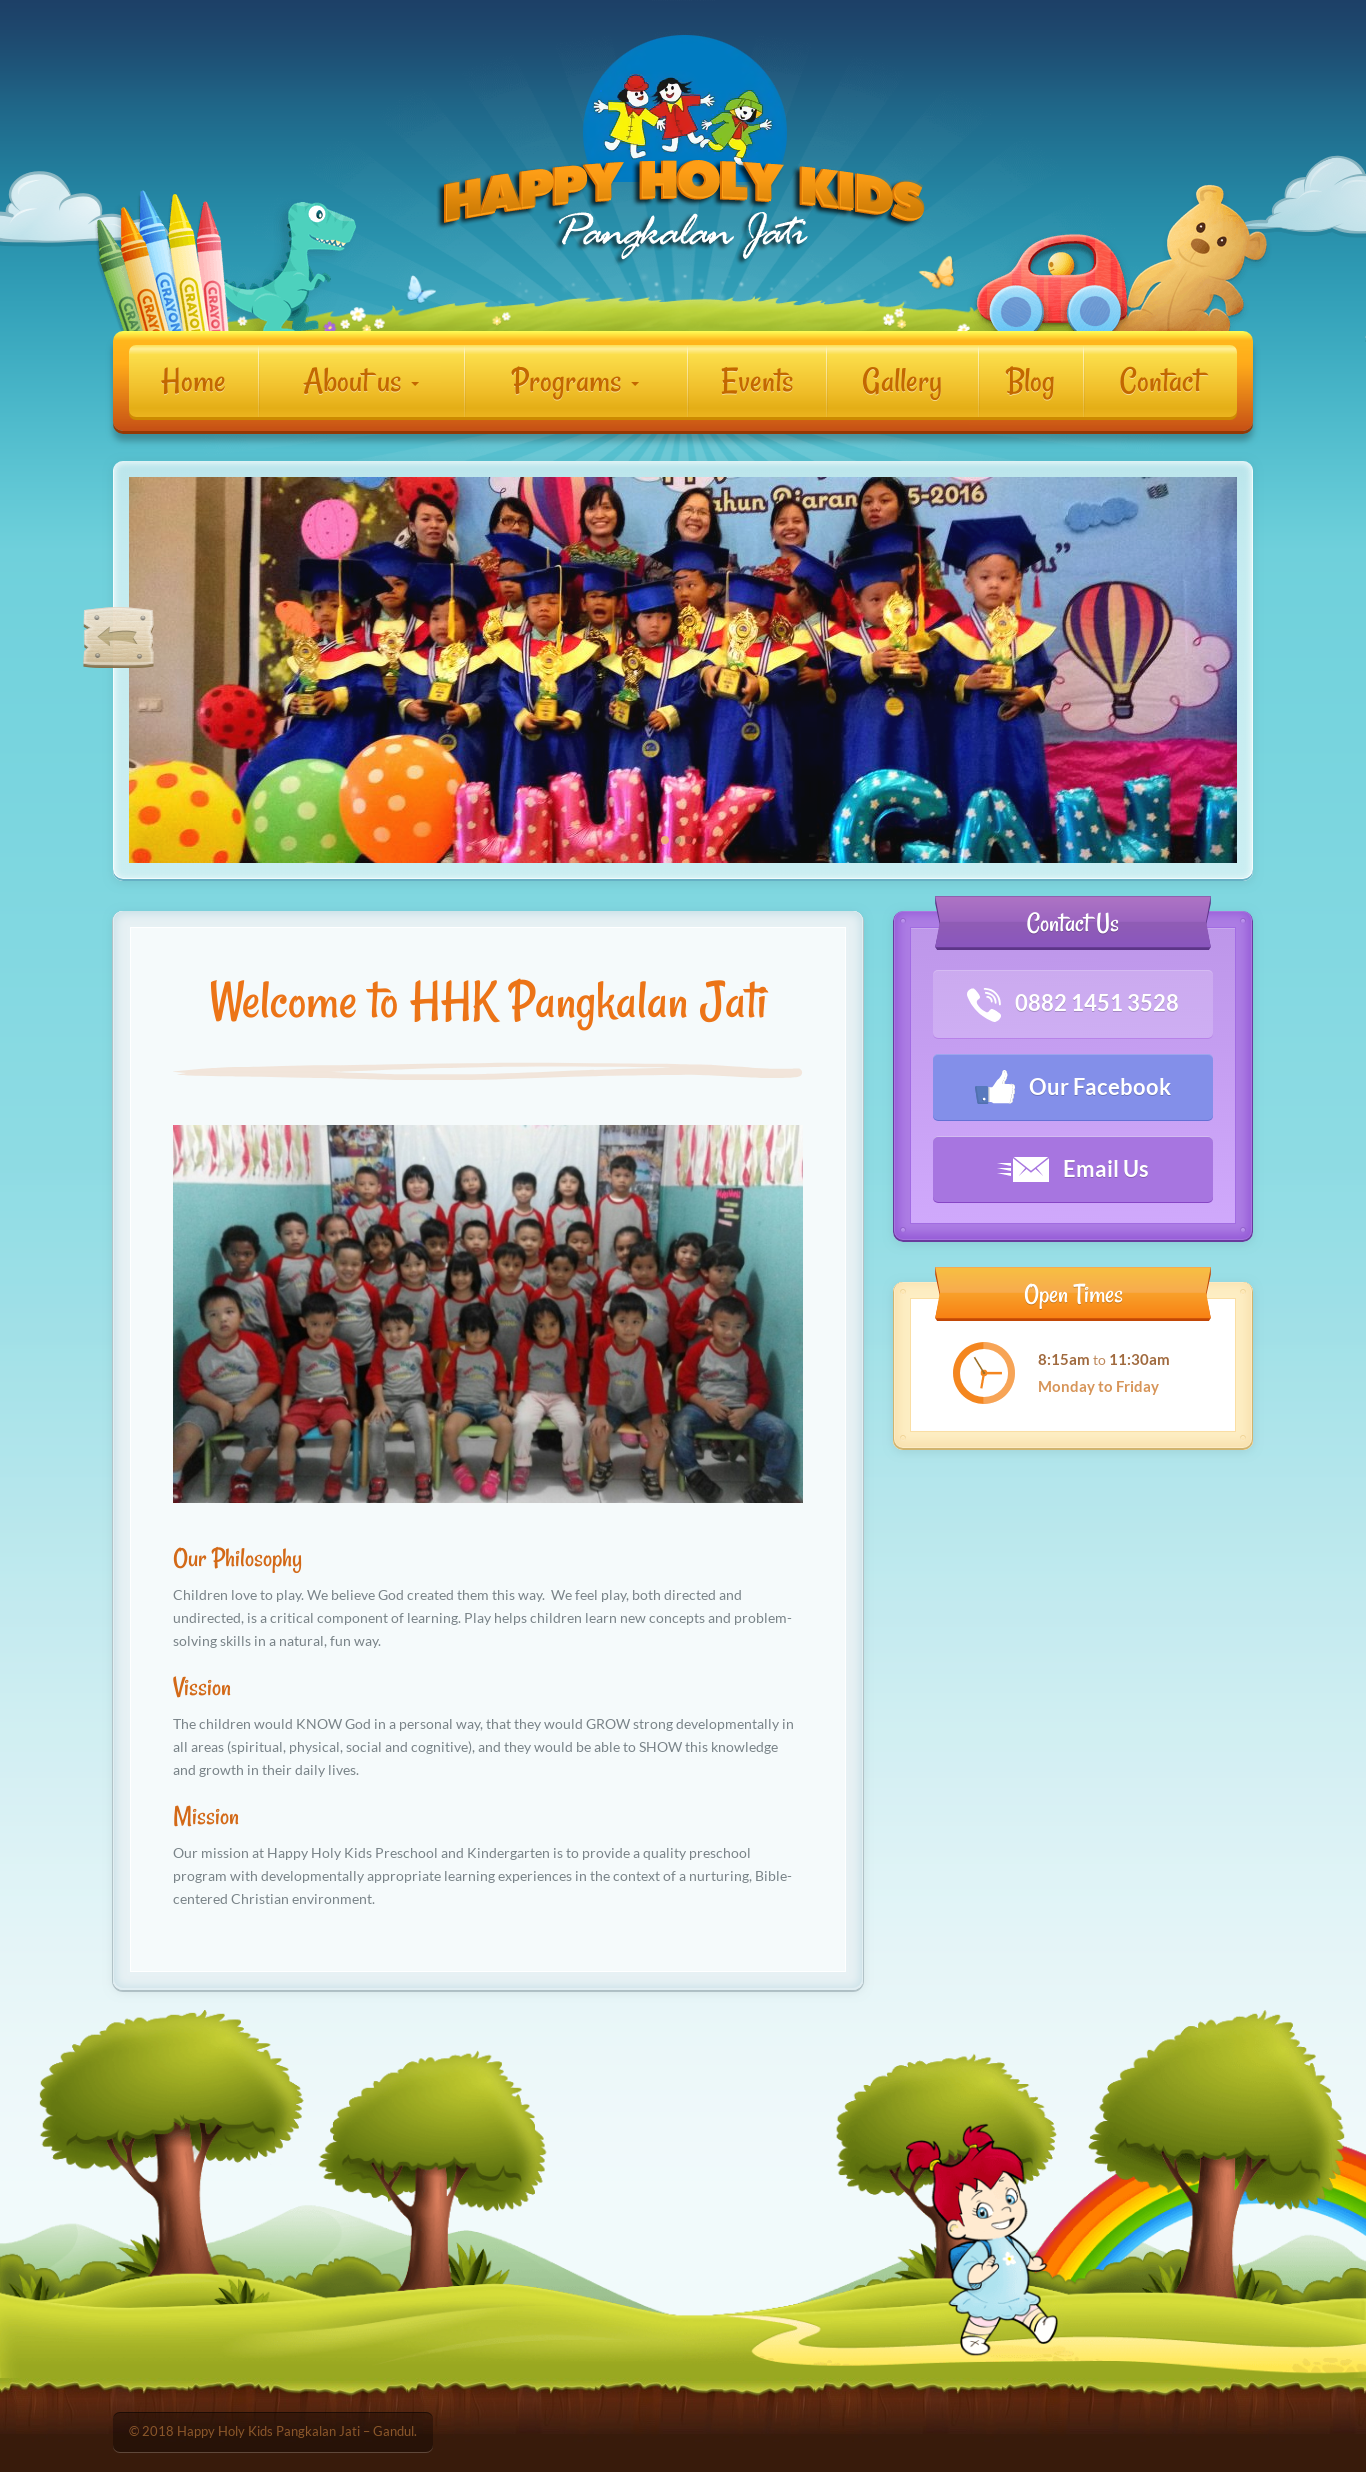 HAPPY HOLY KIDS
Pangkalan Jati
CRAYON
CRAYON
CRAYON
Home
About us
Programs
Events
Gallery
Blog
Contact
5-2016
Welcome to HHK Pangkalan Jati
Contact Us
0882 1451 3528
Our Facebook
Email Us
Open Times
8:15am to 11:30am
Monday to Friday
Our Philosophy
Children love to play. We believe God created them this way.  We feel play, both directed and
undirected, is a critical component of learning. Play helps children learn new concepts and problem-
solving skills in a natural, fun way.
Vission
The children would KNOW God in a personal way, that they would GROW strong developmentally in
all areas (spiritual, physical, social and cognitive), and they would be able to SHOW this knowledge
and growth in their daily lives.
Mission
Our mission at Happy Holy Kids Preschool and Kindergarten is to provide a quality preschool
program with developmentally appropriate learning experiences in the context of a nurturing, Bible-
centered Christian environment.
© 2018 Happy Holy Kids Pangkalan Jati – Gandul.